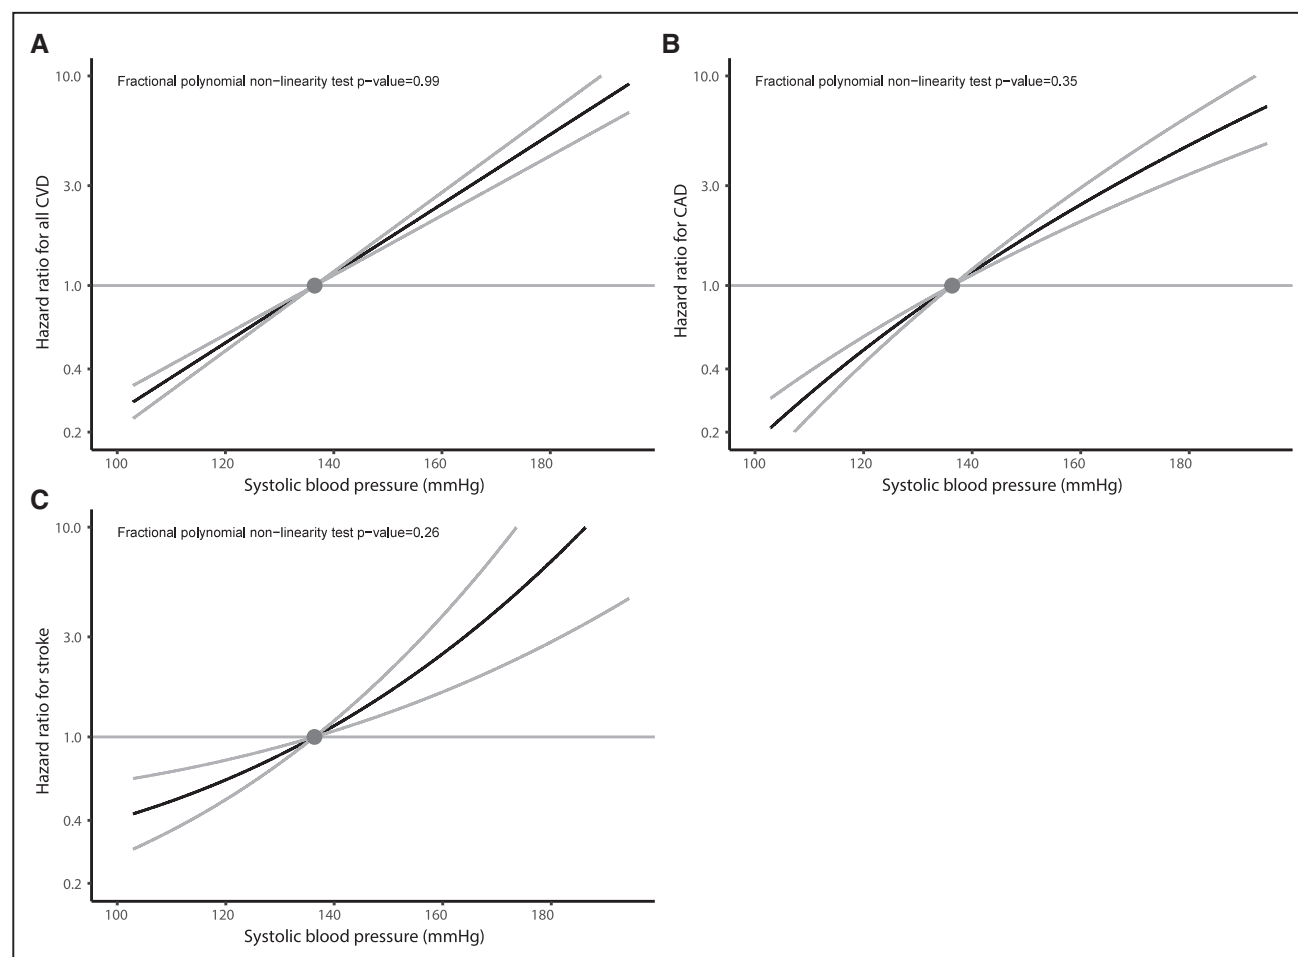 A
Fractional polynomial non-linearity test p-value=0.99
10.0
3.0
1.0
0.4
0.2
Hazard ratio for all CVD
100 120 140 160 180
Systolic blood pressure (mmHg)
B
Fractional polynomial non-linearity test p-value=0.35
10.0
3.0
1.0
0.4
0.2
Hazard ratio for CAD
100 120 140 160 180
Systolic blood pressure (mmHg)
C
Fractional polynomial non-linearity test p-value=0.26
10.0
3.0
1.0
0.4
0.2
Hazard ratio for stroke
100 120 140 160 180
Systolic blood pressure (mmHg)